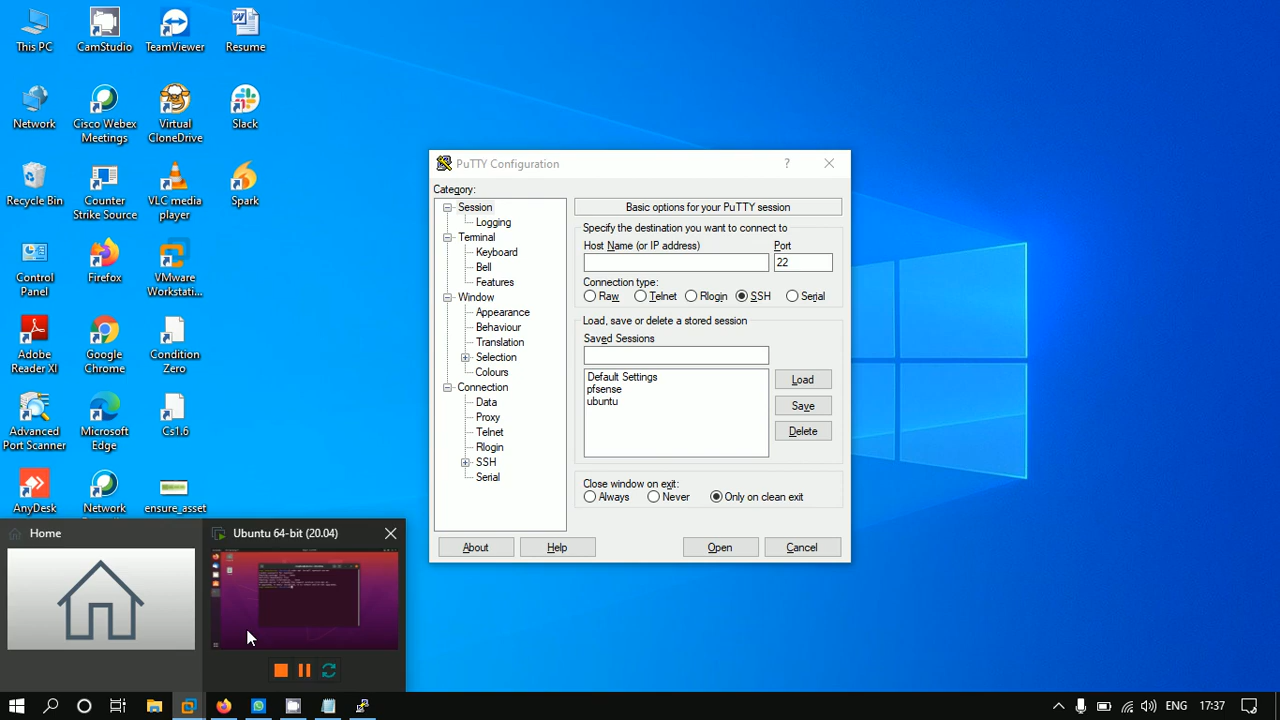 This PC
CamStudio
TeamViewer
Resume
Network
Cisco Webex
Meetings
Virtual
CloneDrive
Slack
Recycle Bin
Counter
Strike Source
VLC media
player
Spark
Control
Panel
Firefox
VMware
Workstati...
Adobe
Reader XI
Google
Chrome
Condition
Zero
Advanced
Port Scanner
Microsoft
Edge
Cs1.6
AnyDesk
Network
ensure_asset
PuTTY Configuration
?
Category:
Session
Logging
Terminal
Keyboard
Bell
Features
Window
Appearance
Behaviour
Translation
Selection
Colours
Connection
Data
Proxy
Telnet
Rlogin
SSH
Serial
Basic options for your PuTTY session
Specify the destination you want to connect to
Host Name (or IP address)
Port
22
Connection type:
Raw
Telnet
Rlogin
SSH
Serial
Load, save or delete a stored session
Saved Sessions
Default Settings
pfsense
ubuntu
Load
Save
Delete
Close window on exit:
Always
Never
Only on clean exit
About
Help
Open
Cancel
Home
Ubuntu 64-bit (20.04)
ENG
17:37